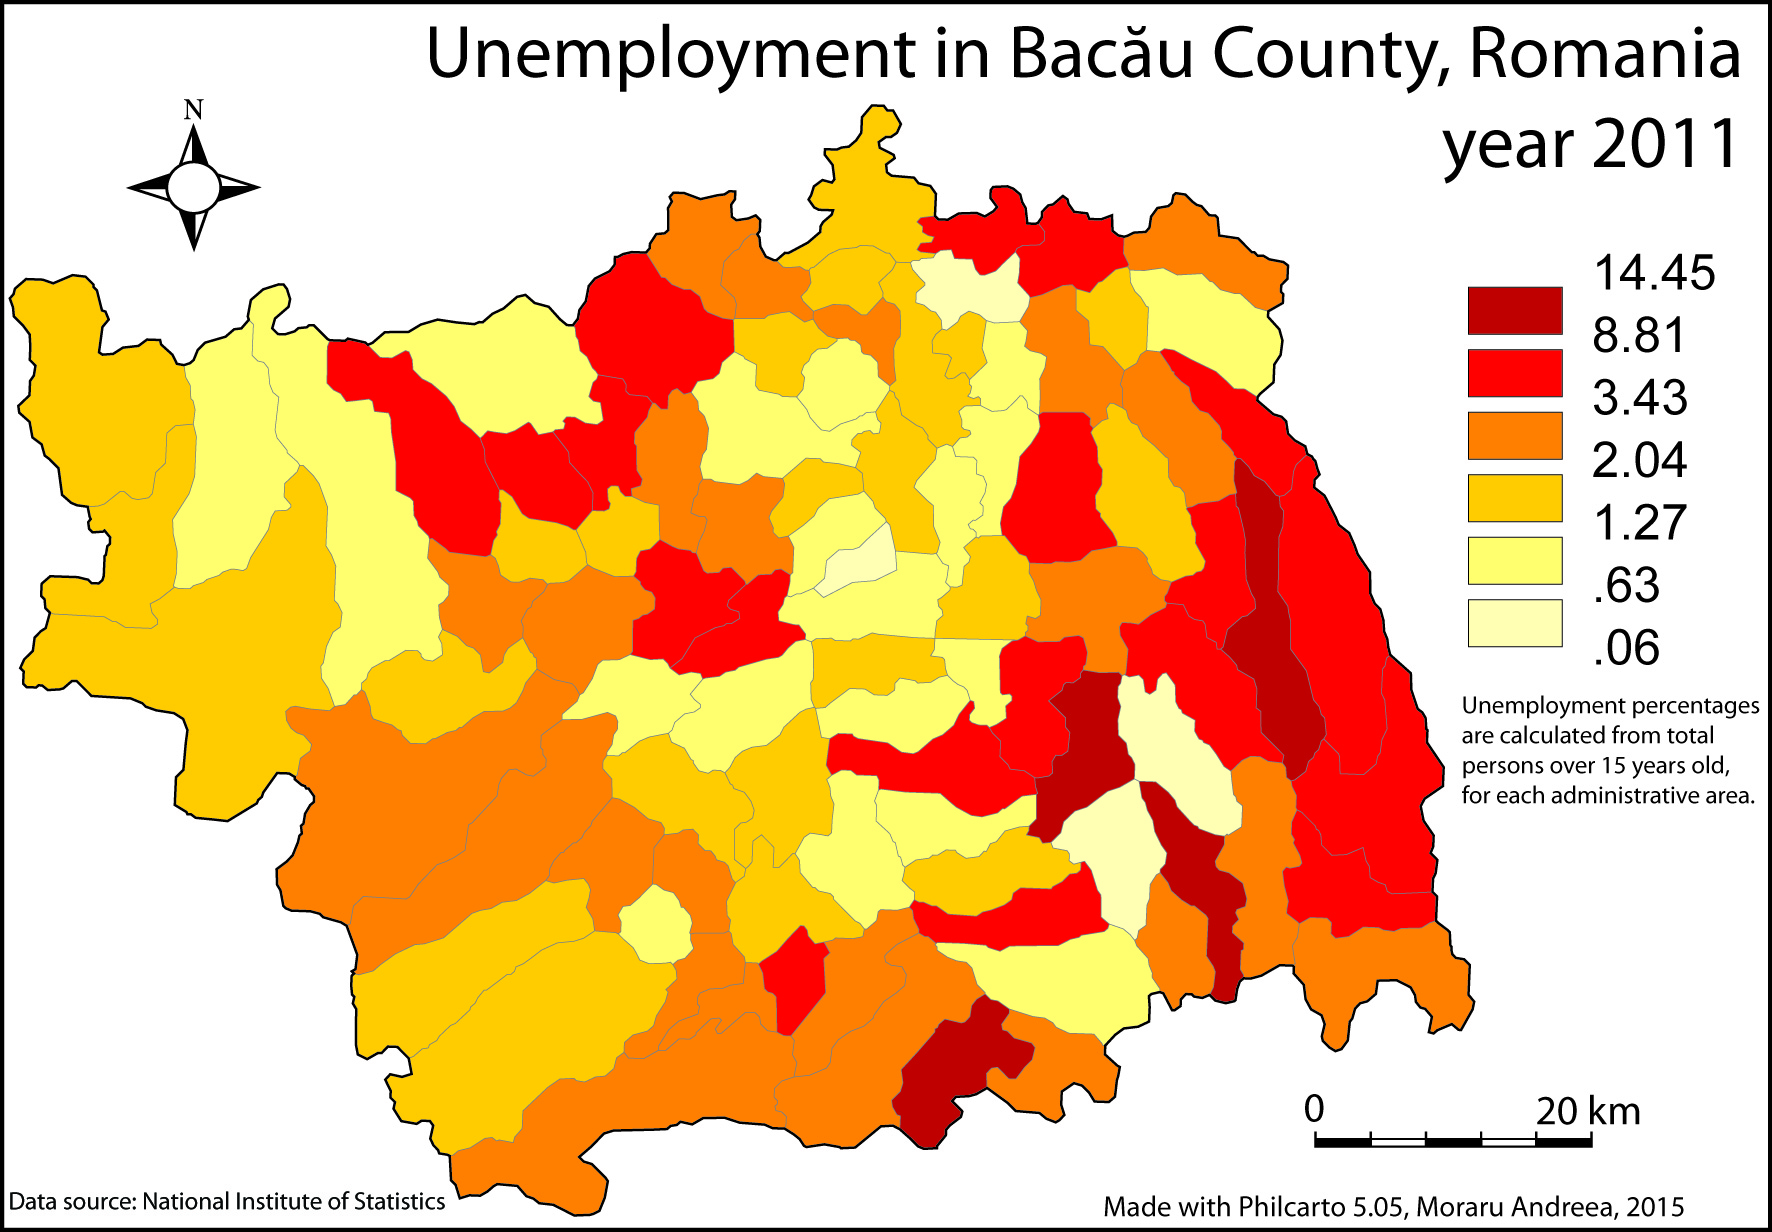 Unemployment in Bacău County, Romania
year 2011
N
14.45
8.81
3.43
2.04
1.27
.63
.06
Unemployment percentages
are calculated from total
persons over 15 years old,
for each administrative area.
0 20 km
Data source: National Institute of Statistics
Made with Philcarto 5.05, Moraru Andreea, 2015